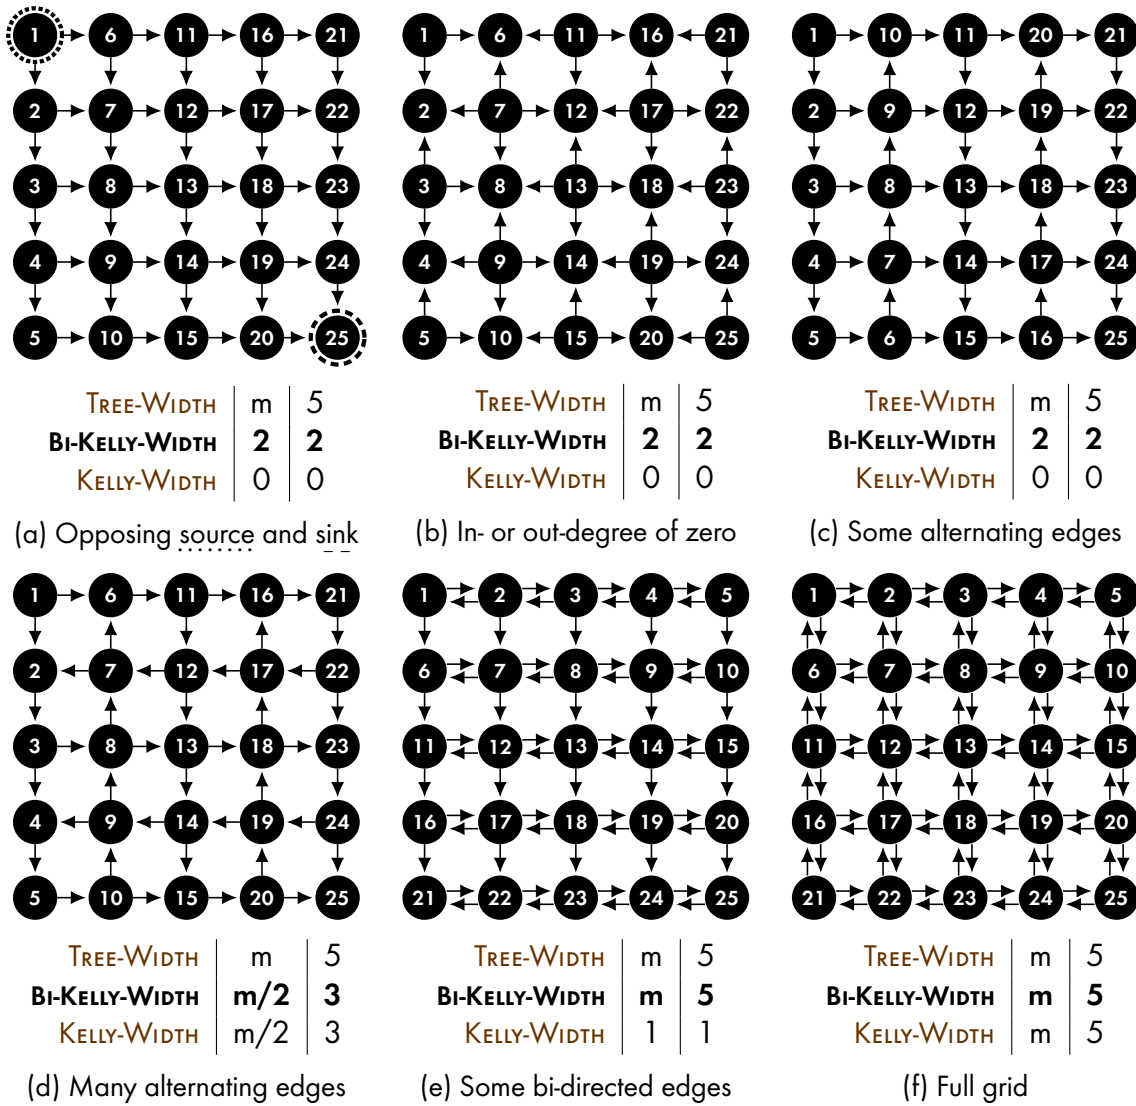 1 6 11 16 21
2 7 12 17 22
3 8 13 18 23
4 9 14 19 24
5 10 15 20 25
TREE-WIDTH m 5
BI-KELLY-WIDTH 2 2
KELLY-WIDTH 0 0
(a) Opposing source and sink
1 6 11 16 21
2 7 12 17 22
3 8 13 18 23
4 9 14 19 24
5 10 15 20 25
TREE-WIDTH m 5
BI-KELLY-WIDTH 2 2
KELLY-WIDTH 0 0
(b) In- or out-degree of zero
1 10 11 20 21
2 9 12 19 22
3 8 13 18 23
4 7 14 17 24
5 6 15 16 25
TREE-WIDTH m 5
BI-KELLY-WIDTH 2 2
KELLY-WIDTH 0 0
(c) Some alternating edges
1 6 11 16 21
2 7 12 17 22
3 8 13 18 23
4 9 14 19 24
5 10 15 20 25
TREE-WIDTH m 5
BI-KELLY-WIDTH m/2 3
KELLY-WIDTH m/2 3
(d) Many alternating edges
1 2 3 4 5
6 7 8 9 10
11 12 13 14 15
16 17 18 19 20
21 22 23 24 25
TREE-WIDTH m 5
BI-KELLY-WIDTH m 5
KELLY-WIDTH 1 1
(e) Some bi-directed edges
1 2 3 4 5
6 7 8 9 10
11 12 13 14 15
16 17 18 19 20
21 22 23 24 25
TREE-WIDTH m 5
BI-KELLY-WIDTH m 5
KELLY-WIDTH m 5
(f) Full grid